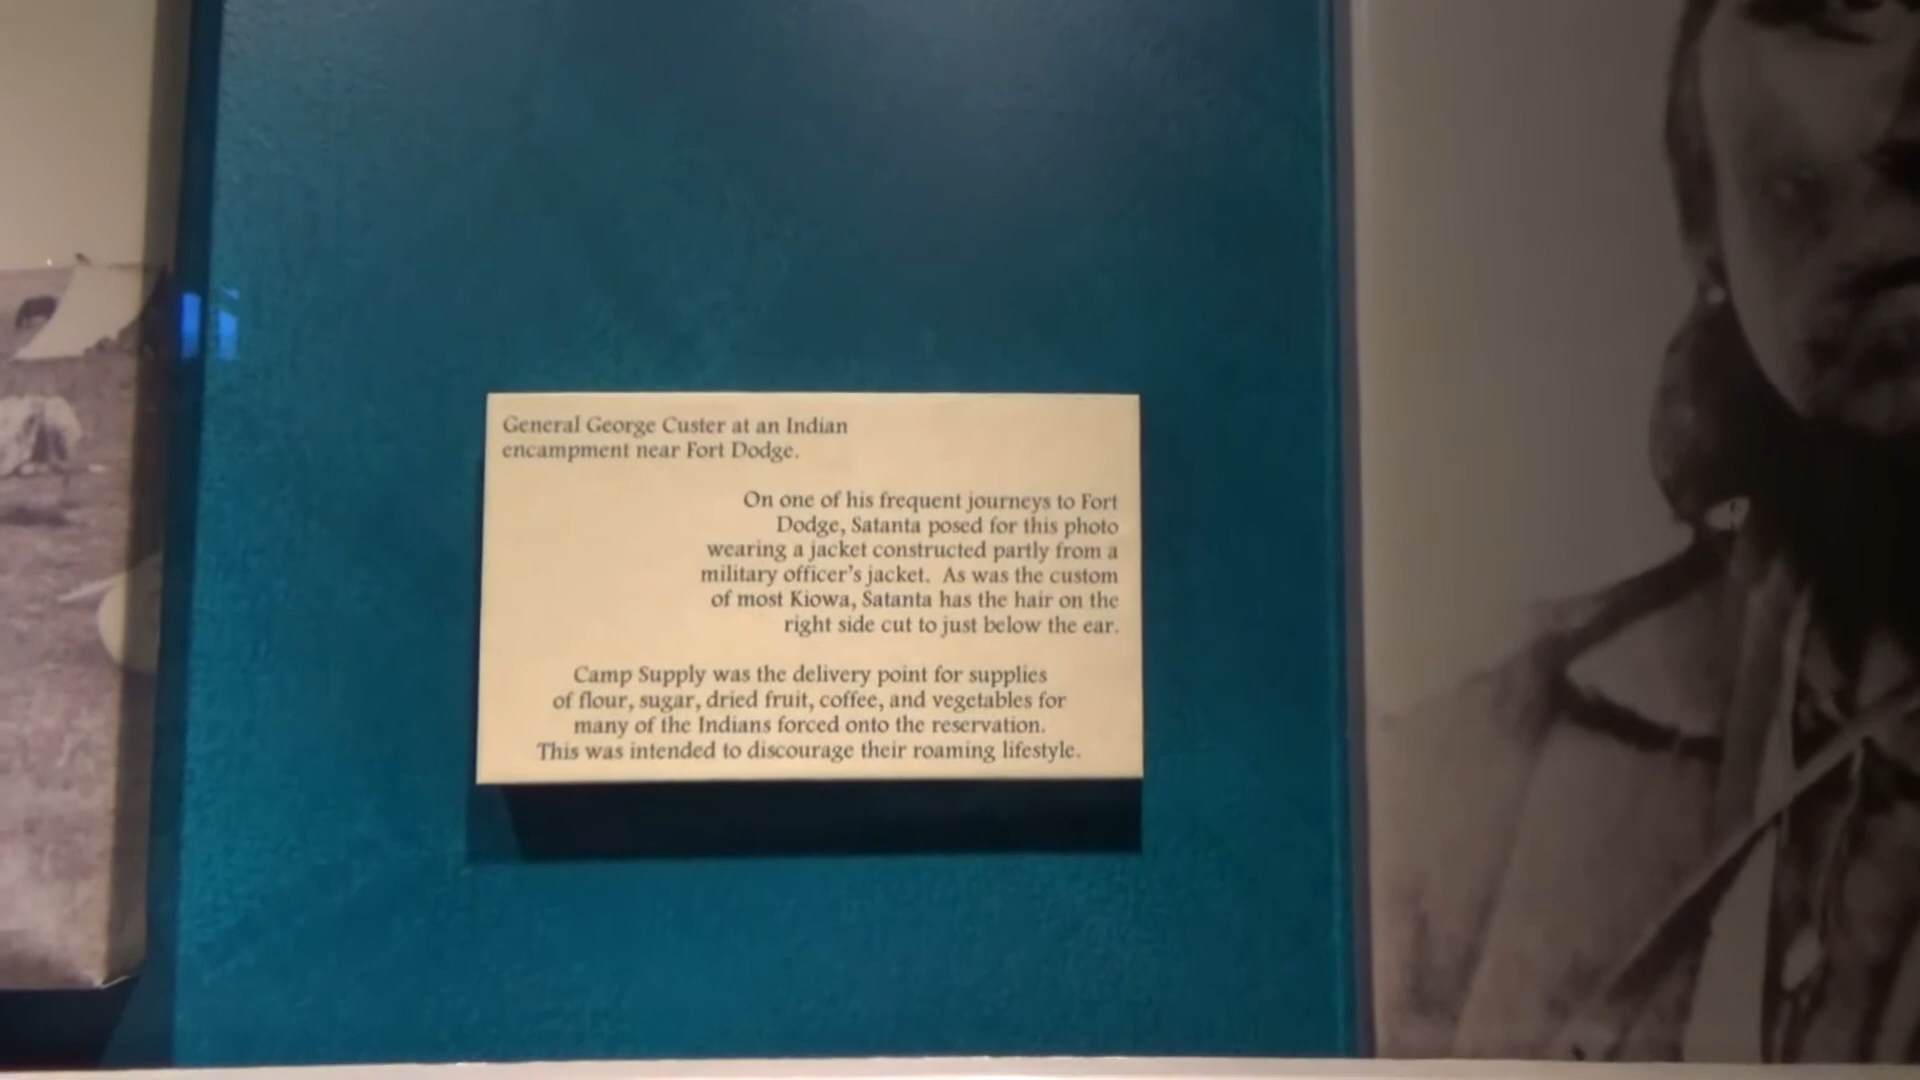 General George Custer at an Indian
encampment near Fort Dodge.
On one of his frequent journeys to Fort
Dodge, Satanta posed for this photo
wearing a jacket constructed partly from a
military officer's jacket. As was the custom
of most Kiowa, Satanta has the hair on the
right side cut to just below the ear.
Camp Supply was the delivery point for supplies
of flour, sugar, dried fruit, coffee, and vegetables for
many of the Indians forced onto the reservation.
This was intended to discourage their roaming lifestyle.